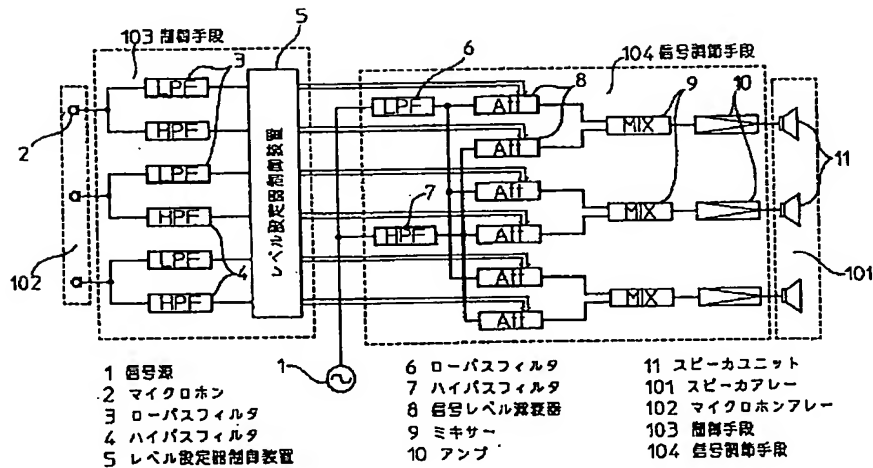 5
103 制御手段
3
6
104 信号調節手段
8
9
10
LPF
HPF
LPF
HPF
LPF
HPF
2
4
102
レベル設定器制御装置
LPF
7
HPF
Att
Att
Att
Att
Att
Att
MIX
MIX
MIX
11
101
1
1 信号源
2 マイクロホン
3 ローパスフィルタ
4 ハイパスフィルタ
5 レベル設定器制御装置
6 ローパスフィルタ
7 ハイパスフィルタ
8 信号レベル減衰器
9 ミキサー
10 アンプ
11 スピーカユニット
101 スピーカアレー
102 マイクロホンアレー
103 制御手段
104 信号調節手段